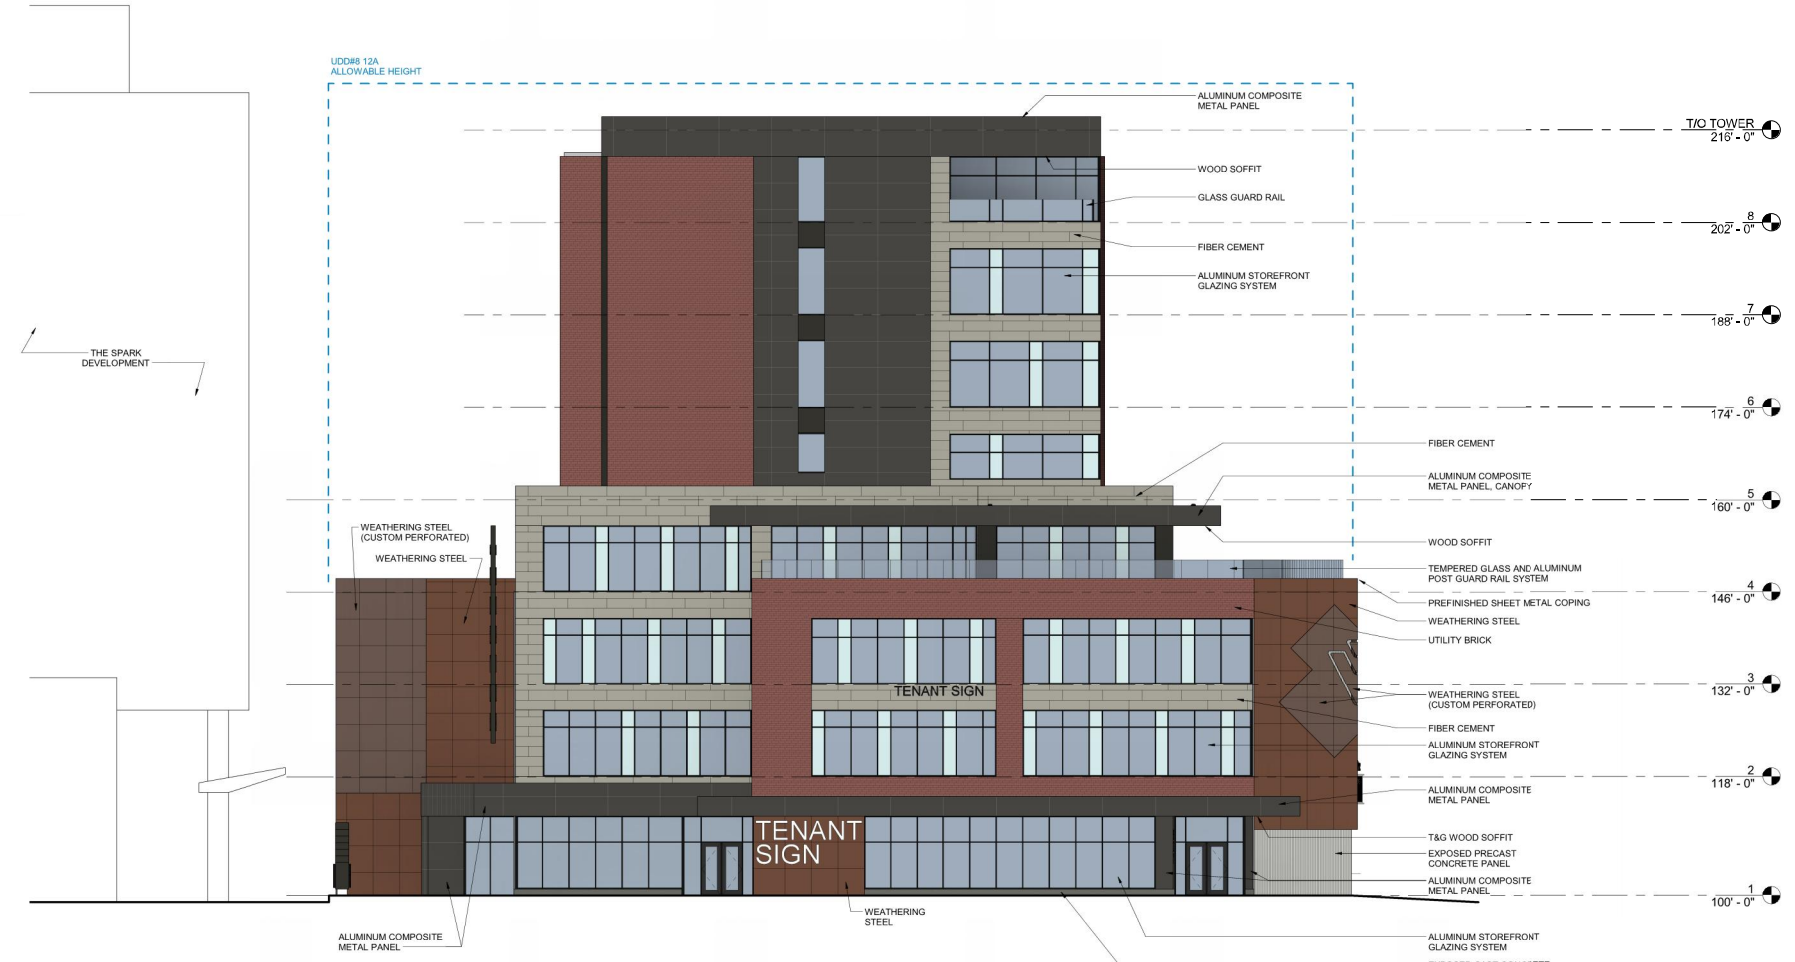 UDD#8 12A
ALLOWABLE HEIGHT
ALUMINUM COMPOSITE
METAL PANEL
T/O TOWER
216' - 0"
WOOD SOFFIT
GLASS GUARD RAIL
8
202' - 0"
FIBER CEMENT
ALUMINUM STOREFRONT
GLAZING SYSTEM
7
188' - 0"
THE SPARK
DEVELOPMENT
6
174' - 0"
FIBER CEMENT
ALUMINUM COMPOSITE
METAL PANEL, CANOPY
5
160' - 0"
WEATHERING STEEL
(CUSTOM PERFORATED)
WEATHERING STEEL
WOOD SOFFIT
TEMPERED GLASS AND ALUMINUM
POST GUARD RAIL SYSTEM
4
146' - 0"
PREFINISHED SHEET METAL COPING
WEATHERING STEEL
UTILITY BRICK
TENANT SIGN
3
132' - 0"
WEATHERING STEEL
(CUSTOM PERFORATED)
FIBER CEMENT
ALUMINUM STOREFRONT
GLAZING SYSTEM
2
118' - 0"
ALUMINUM COMPOSITE
METAL PANEL
TENANT
SIGN
T&G WOOD SOFFIT
EXPOSED PRECAST
CONCRETE PANEL
ALUMINUM COMPOSITE
METAL PANEL
1
100' - 0"
WEATHERING
STEEL
ALUMINUM COMPOSITE
METAL PANEL
ALUMINUM STOREFRONT
GLAZING SYSTEM